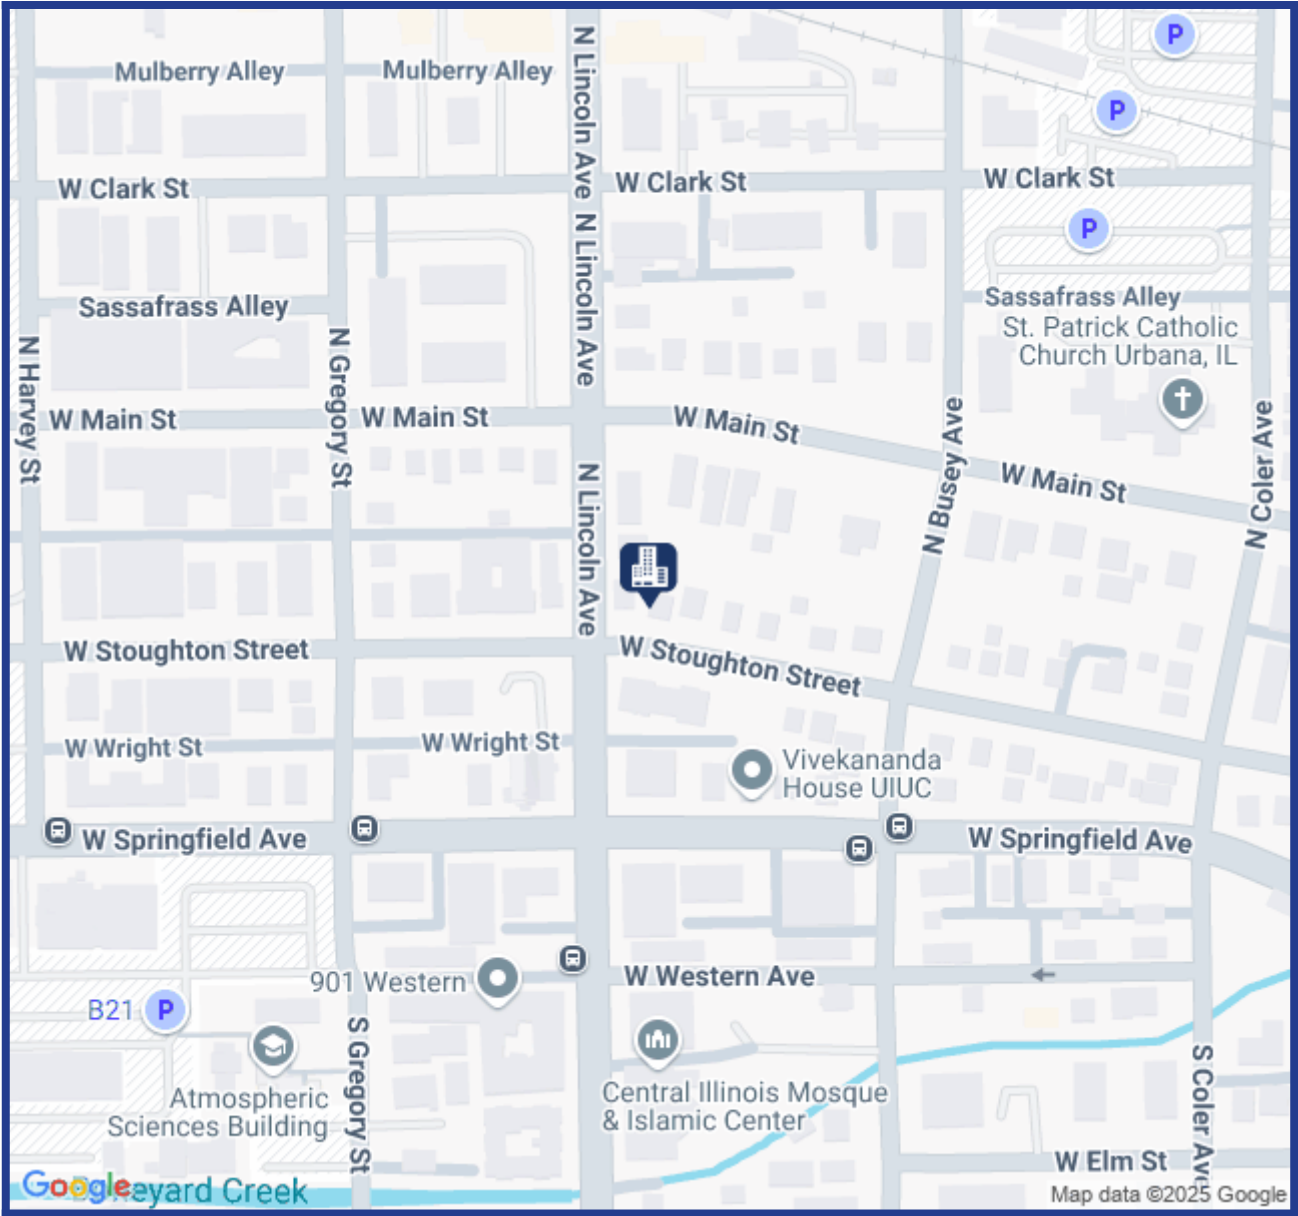 P
P
Mulberry Alley
Mulberry Alley
N Lincoln Ave
W Clark St
W Clark St
W Clark St
P
N Lincoln Ave
Sassafrass Alley
Sassafrass Alley
St. Patrick Catholic
Church Urbana, IL
N Harvey St
N Gregory St
W Main St
W Main St
W Main St
W Main St
N Busey Ave
N Coler Ave
N Lincoln Ave
W Stoughton Street
W Stoughton Street
W Wright St
W Wright St
Vivekananda
House UIUC
W Springfield Ave
W Springfield Ave
901 Western
W Western Ave
B21
P
S Gregory St
Atmospheric
Sciences Building
Central Illinois Mosque
& Islamic Center
S Coler Ave
W Elm St
Google
eyard Creek
Map data ©2025 Google